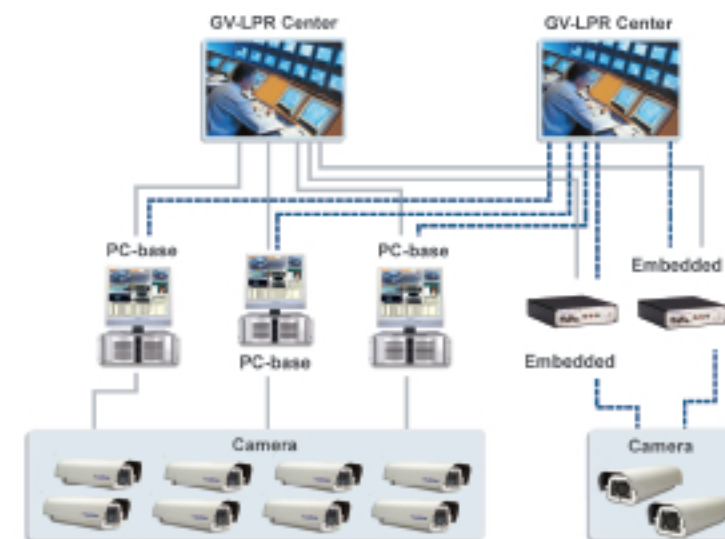 GV-LPR Center
GV-LPR Center
PC-base
PC-base
Embedded
PC-base
Embedded
Camera
Camera